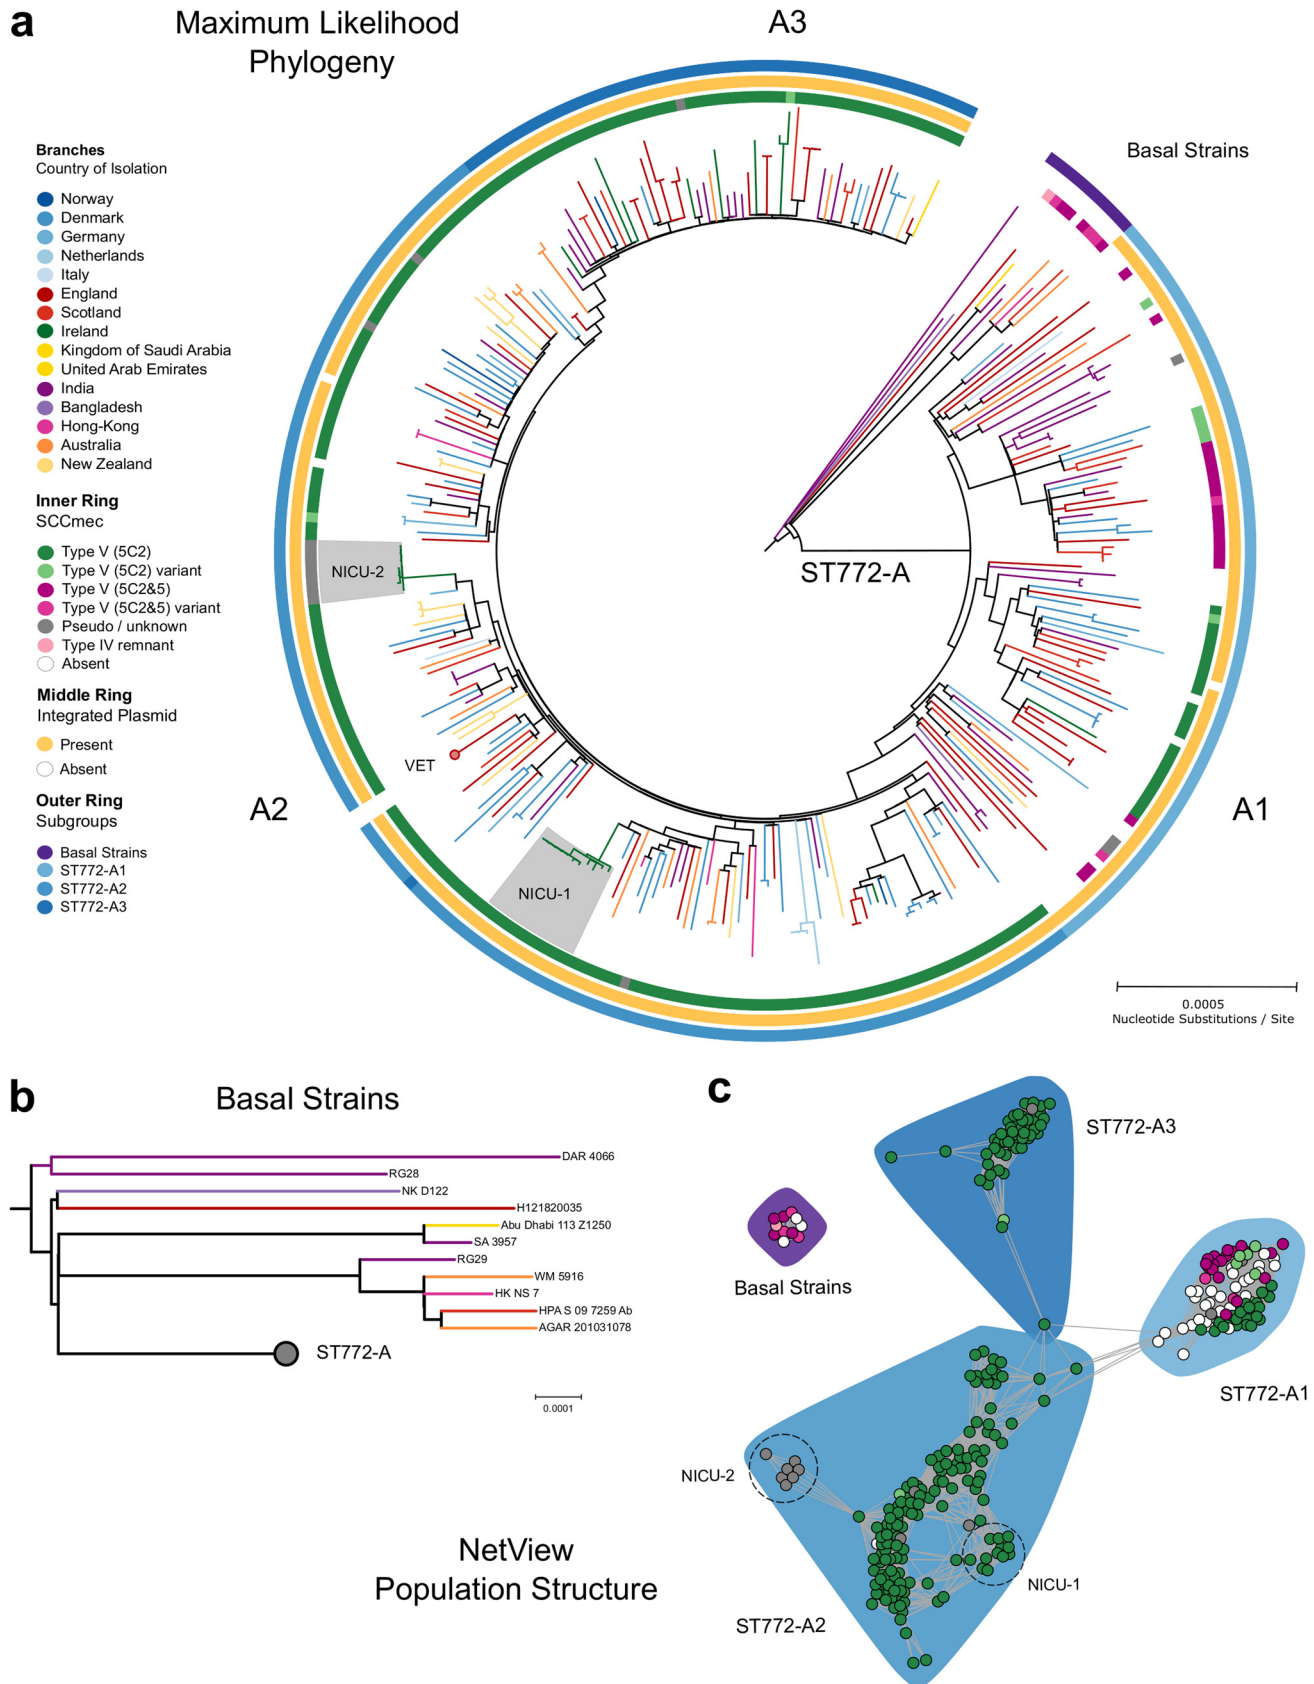 a
Maximum Likelihood
Phylogeny
A3
Basal Strains
Branches
Country of Isolation
Norway
Denmark
Germany
Netherlands
Italy
England
Scotland
Ireland
Kingdom of Saudi Arabia
United Arab Emirates
India
Bangladesh
Hong-Kong
Australia
New Zealand
Inner Ring
SCCmec
Type V (5C2)
Type V (5C2) variant
Type V (5C2&5)
Type V (5C2&5) variant
Pseudo / unknown
Type IV remnant
Absent
Middle Ring
Integrated Plasmid
Present
Absent
Outer Ring
Subgroups
Basal Strains
ST772-A1
ST772-A2
ST772-A3
ST772-A
NICU-2
VET
A2
A1
NICU-1
0.0005
Nucleotide Substitutions / Site
b
Basal Strains
DAR 4066
RG28
NK D122
H121820035
Abu Dhabi 113 Z1250
SA 3957
RG29
WM 5916
HK NS 7
HPA S 09 7259 Ab
AGAR 201031078
ST772-A
0.0001
c
ST772-A3
Basal Strains
ST772-A1
NICU-2
NICU-1
ST772-A2
NetView
Population Structure